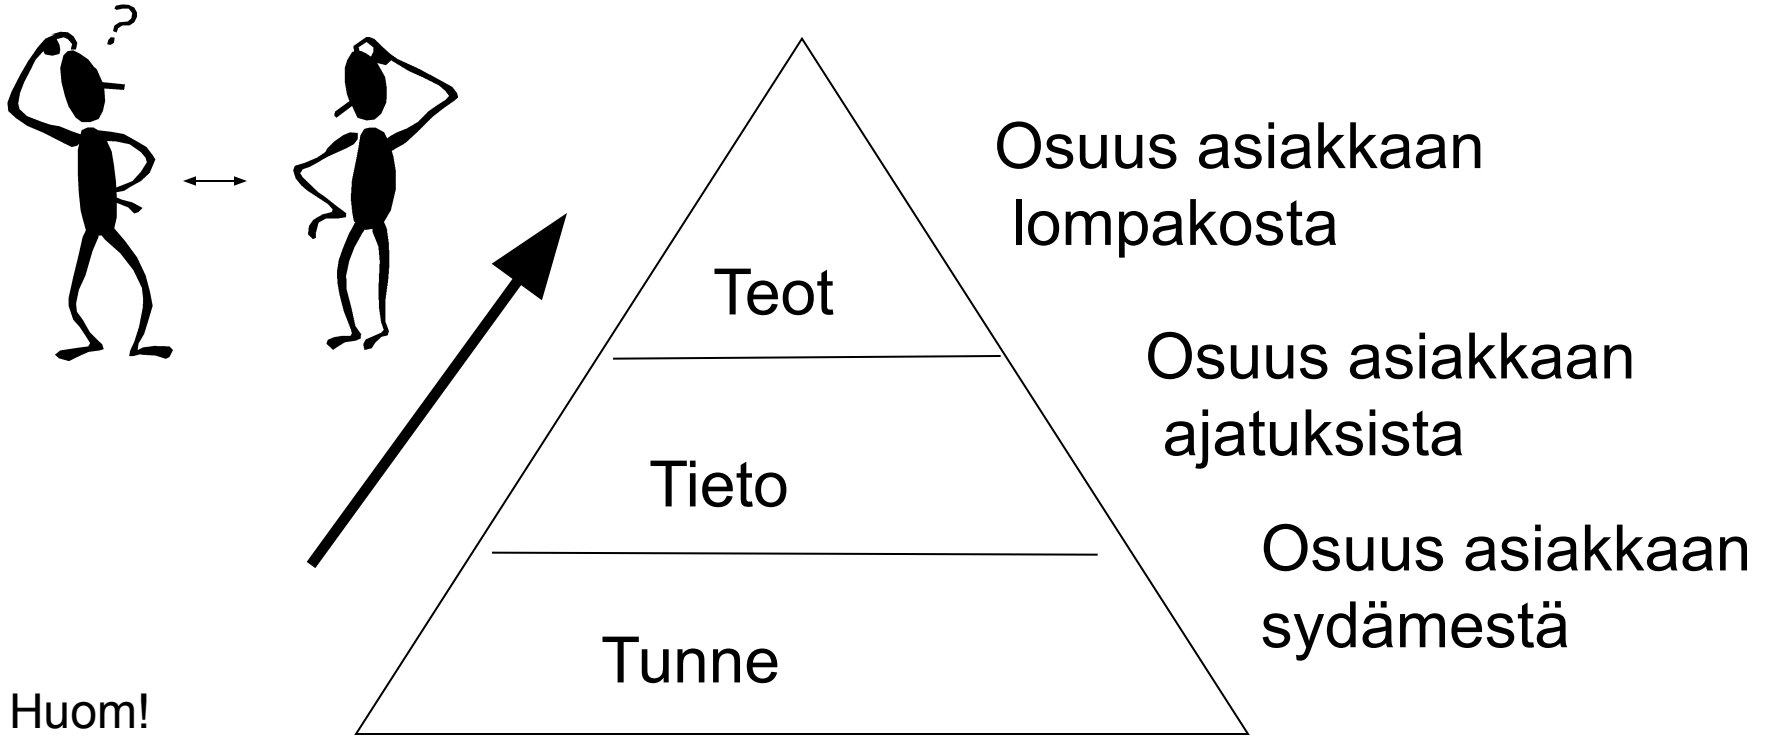 ?
Osuus asiakkaan
lompakosta
Teot
Osuus asiakkaan
ajatuksista
Tieto
Osuus asiakkaan
sydämestä
Tunne
Huom!